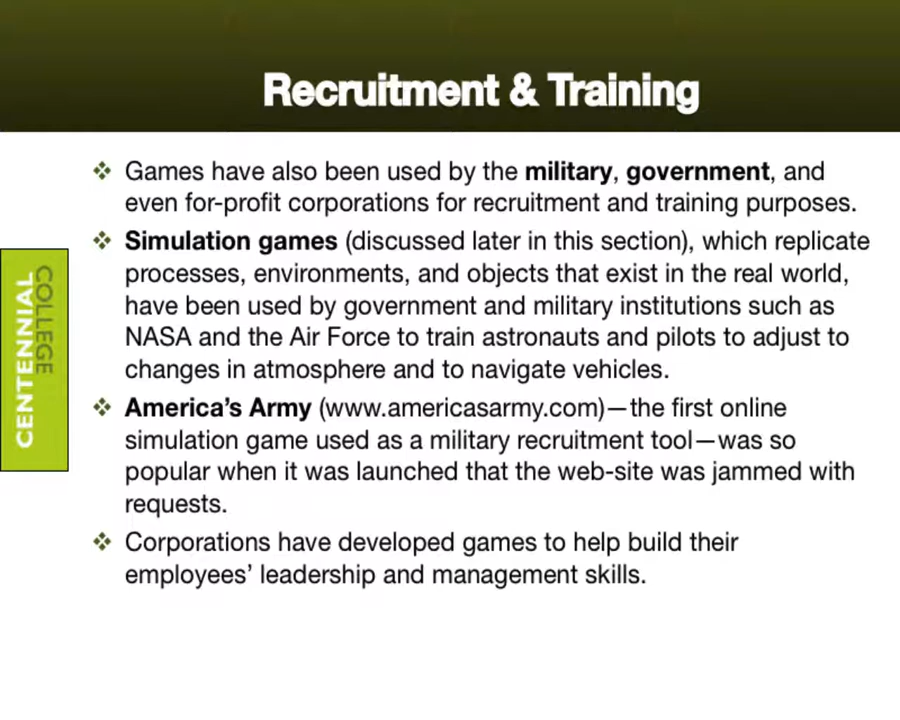 Recruitment & Training
❖ Games have also been used by the military, government, and
even for-profit corporations for recruitment and training purposes.
❖ Simulation games (discussed later in this section), which replicate
processes, environments, and objects that exist in the real world,
have been used by government and military institutions such as
NASA and the Air Force to train astronauts and pilots to adjust to
changes in atmosphere and to navigate vehicles.
❖ America’s Army (www.americasarmy.com)—the first online
simulation game used as a military recruitment tool—was so
popular when it was launched that the web-site was jammed with
requests.
❖ Corporations have developed games to help build their
employees’ leadership and management skills.
CENTENNIAL
COLLEGE